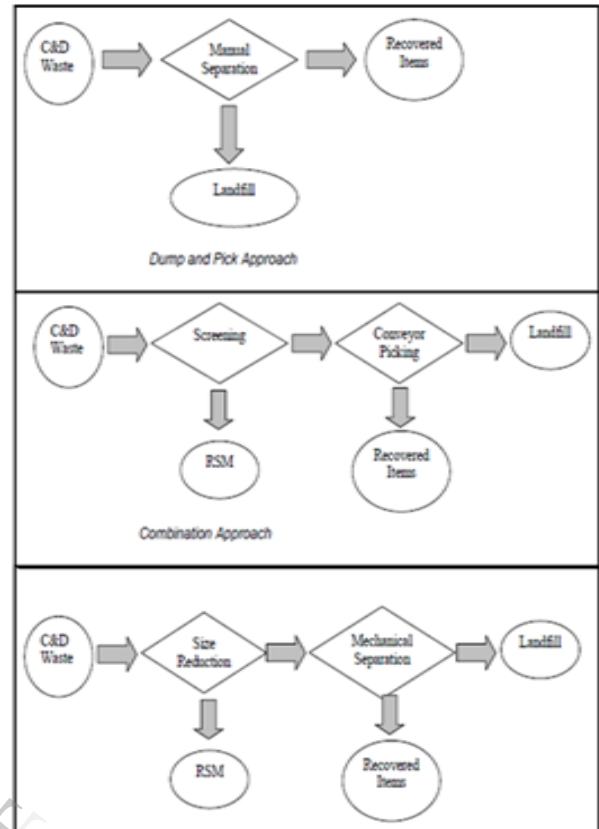 C&D
Waste
Manual
Separation
Recovered
Items
Landfill
Dump and Pick Approach
C&D
Waste
Screening
Conveyor
Picking
Landfill
RSM
Recovered
Items
Combination Approach
C&D
Waste
Size
Reduction
Mechanical
Separation
Landfill
RSM
Recovered
Items